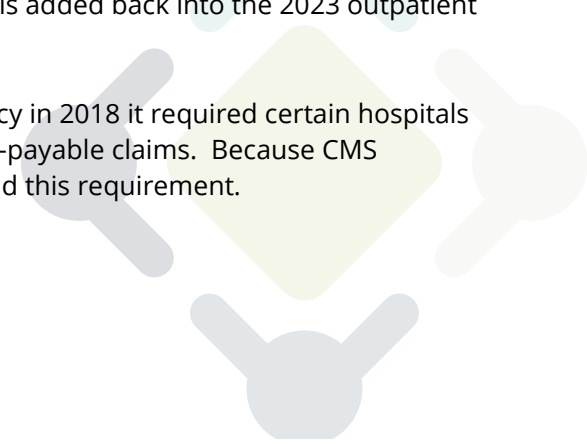 is added back into the 2023 outpatient
cy in 2018 it required certain hospitals
-payable claims.  Because CMS
d this requirement.